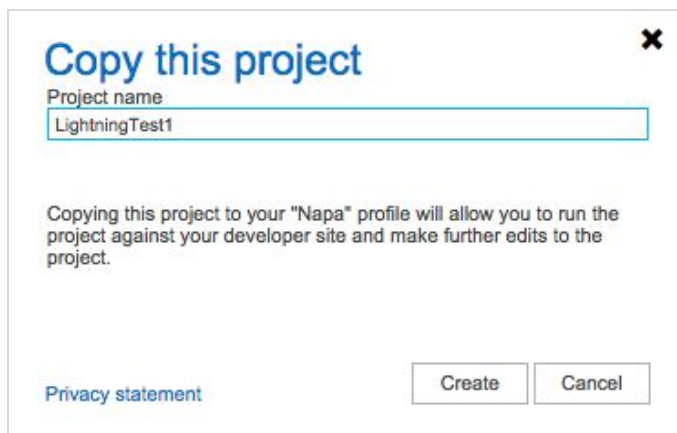 Copy this project
Project name
LightningTest1
Copying this project to your "Napa" profile will allow you to run the
project against your developer site and make further edits to the
project.
Privacy statement
Create
Cancel